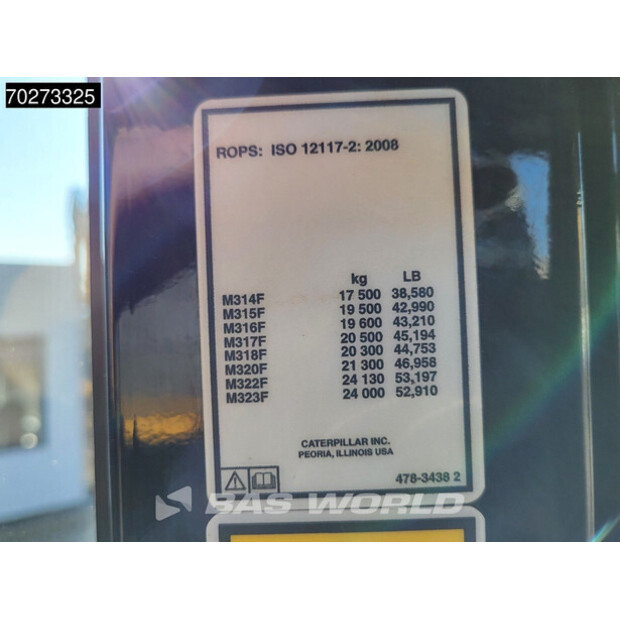 70273325
ROPS: ISO 12117-2: 2008
kg LB
M314F 17 500 38,580
M315F 19 500 42,990
M316F 19 600 43,210
M317F 20 500 45,194
M318F 20 300 44,753
M320F 21 300 46,958
M322F 24 130 53,197
M323F 24 000 52,910
CATERPILLAR INC.
PEORIA, ILLINOIS USA
478-3438 2
BAS WORLD